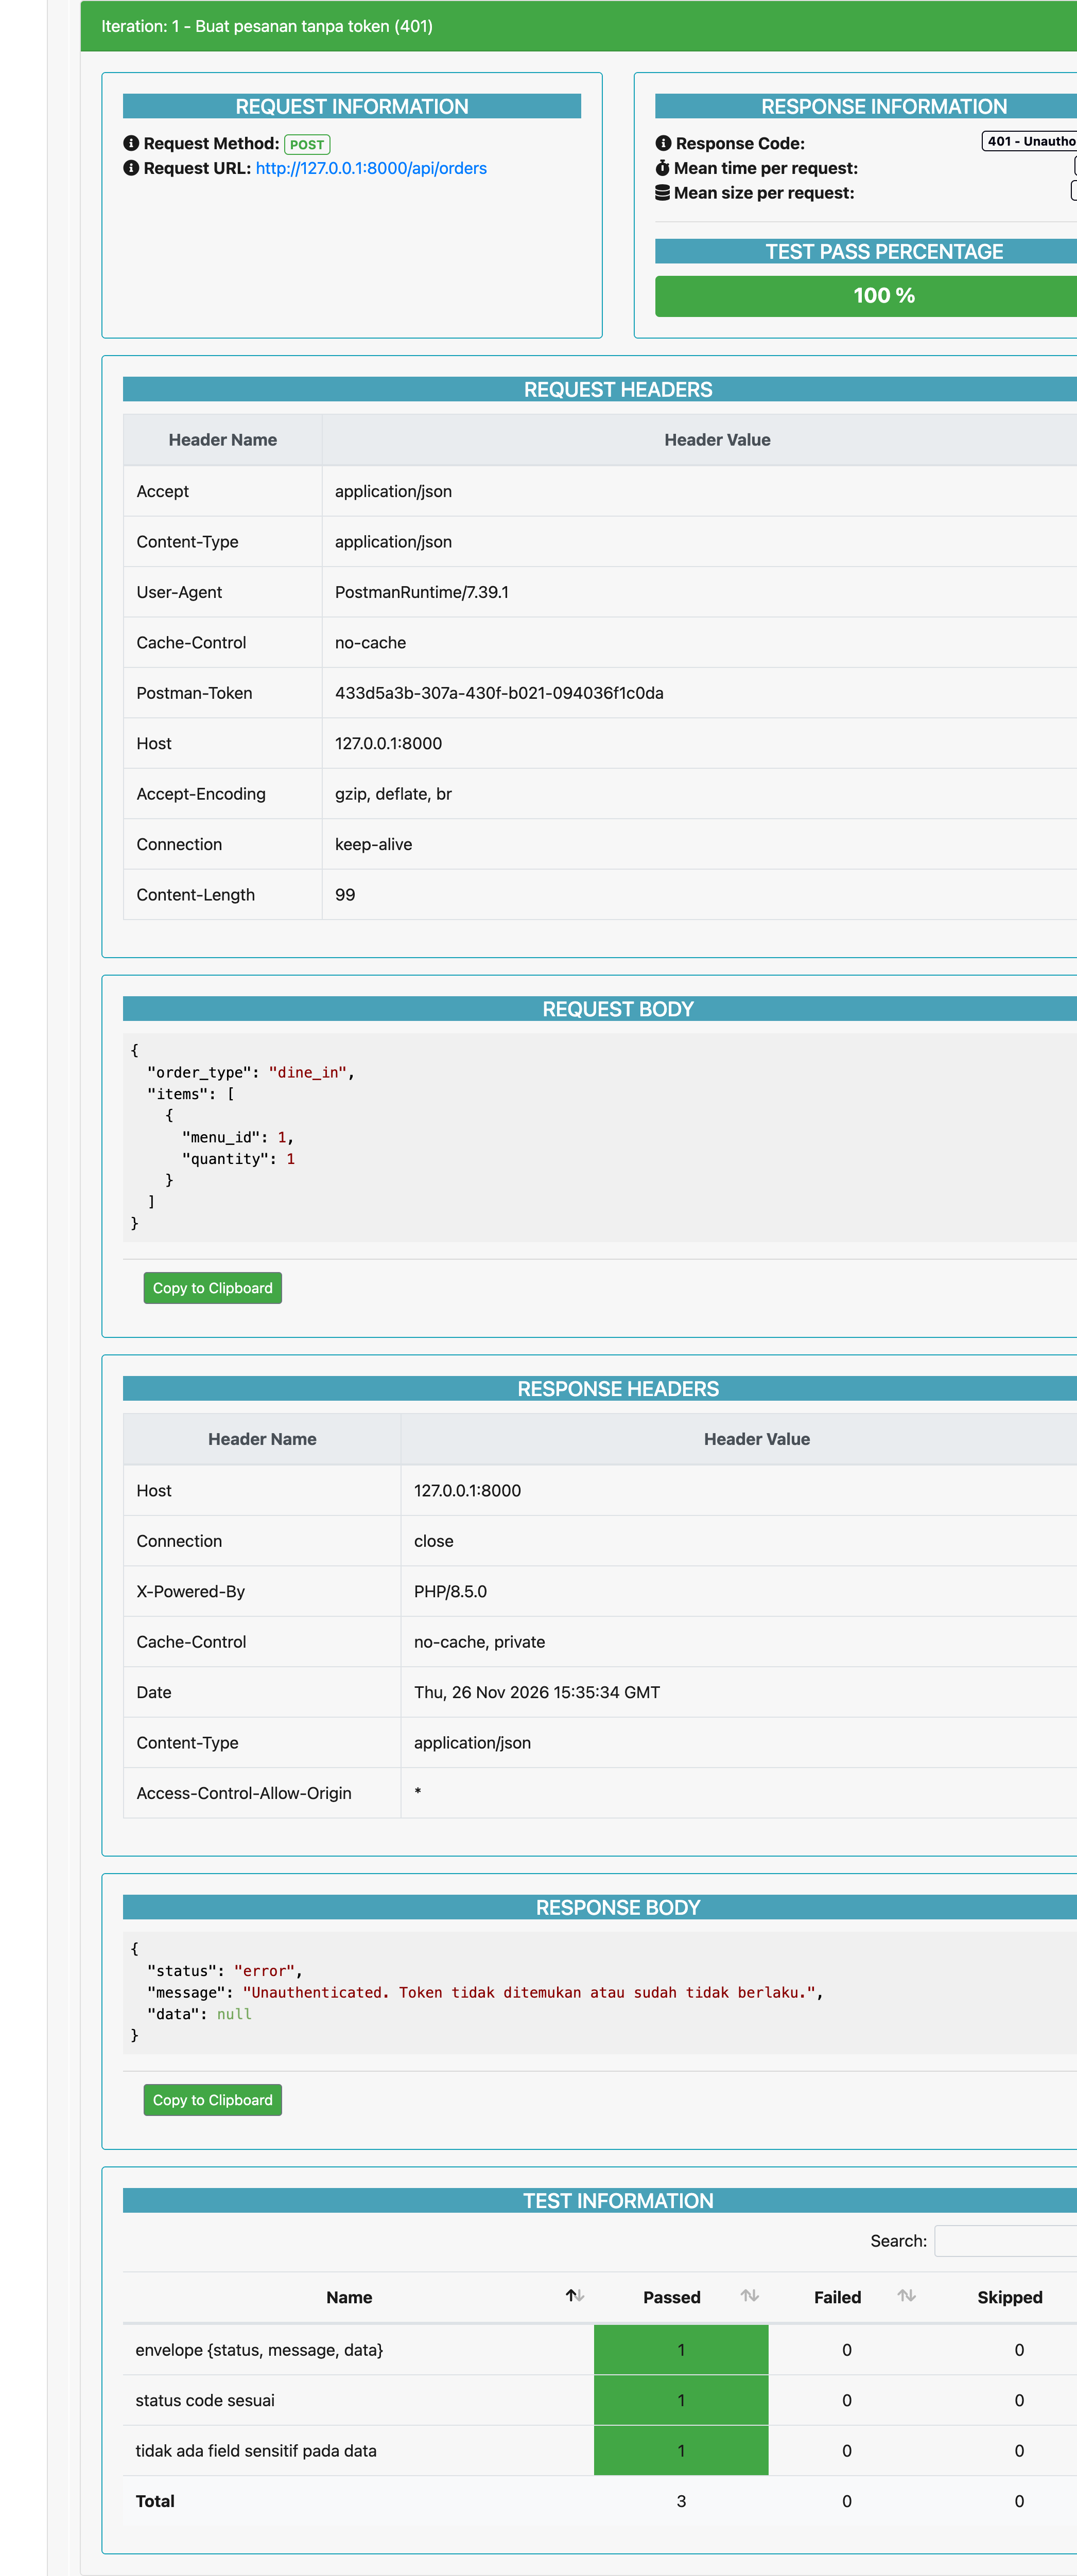 Iteration: 1 - Buat pesanan tanpa token (401)
REQUEST INFORMATION
Request Method: POST
Request URL: http://127.0.0.1:8000/api/orders
RESPONSE INFORMATION
Response Code: 401 - Unautho
Mean time per request:
Mean size per request:
TEST PASS PERCENTAGE
100 %
REQUEST HEADERS
Header Name Header Value
Accept application/json
Content-Type application/json
User-Agent PostmanRuntime/7.39.1
Cache-Control no-cache
Postman-Token 433d5a3b-307a-430f-b021-094036f1c0da
Host 127.0.0.1:8000
Accept-Encoding gzip, deflate, br
Connection keep-alive
Content-Length 99
REQUEST BODY
{
"order_type": "dine_in",
"items": [
{
"menu_id": 1,
"quantity": 1
}
]
}
Copy to Clipboard
RESPONSE HEADERS
Header Name Header Value
Host 127.0.0.1:8000
Connection close
X-Powered-By PHP/8.5.0
Cache-Control no-cache, private
Date Thu, 26 Nov 2026 15:35:34 GMT
Content-Type application/json
Access-Control-Allow-Origin *
RESPONSE BODY
{
"status": "error",
"message": "Unauthenticated. Token tidak ditemukan atau sudah tidak berlaku.",
"data": null
}
Copy to Clipboard
TEST INFORMATION
Search:
Name Passed Failed Skipped
envelope {status, message, data} 1 0 0
status code sesuai 1 0 0
tidak ada field sensitif pada data 1 0 0
Total 3 0 0